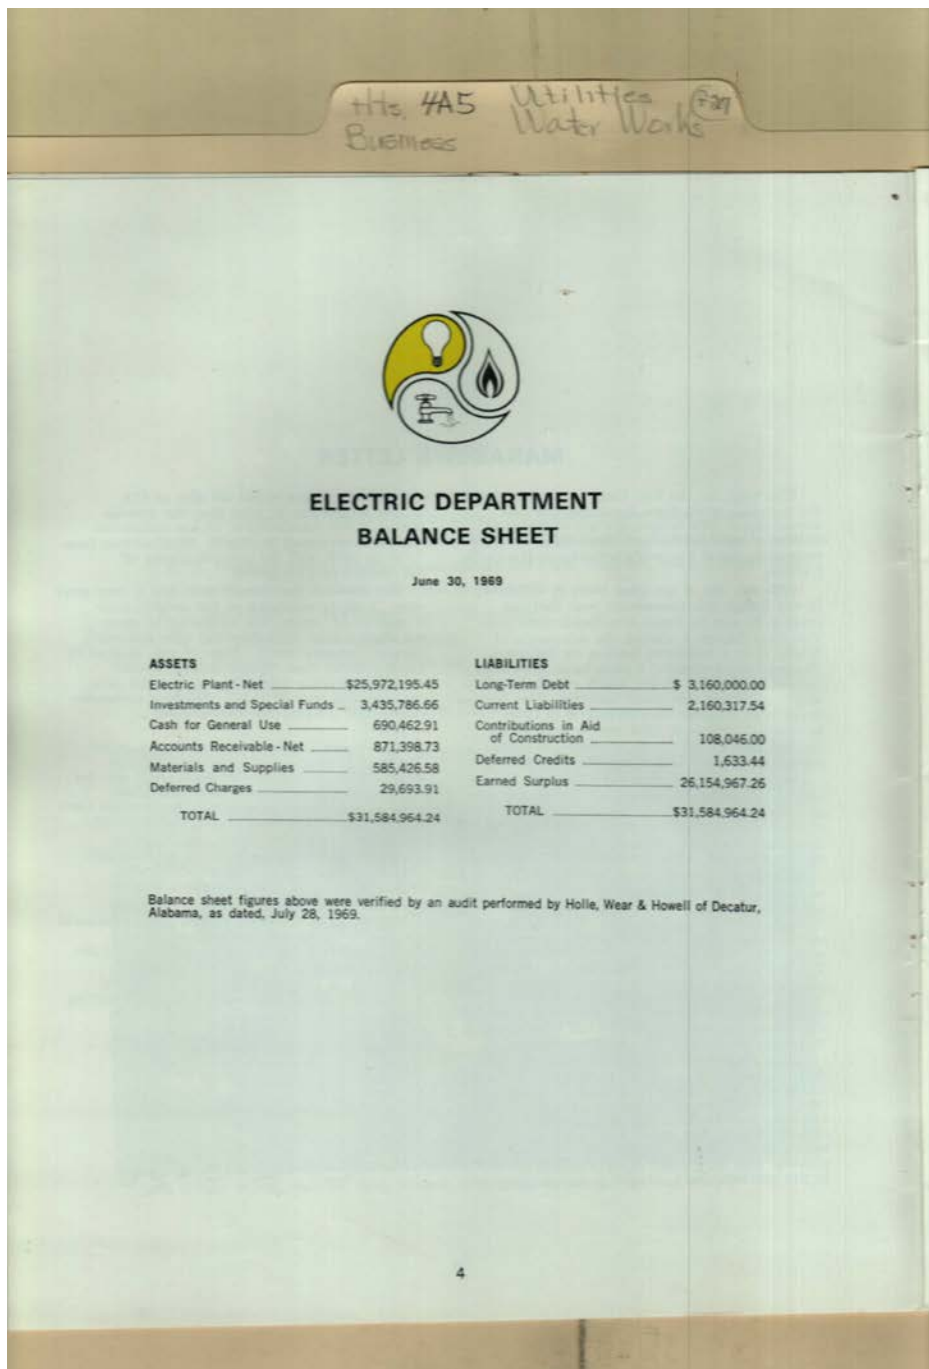 Hts. 4A5 Utilities
Business Water Works
ELECTRIC DEPARTMENT
BALANCE SHEET
June 30, 1969
ASSETS
Electric Plant-Net $25,972,195.45
Investments and Special Funds 3,435,786.66
Cash for General Use 690,462.91
Accounts Receivable-Net 871,398.73
Materials and Supplies 585,426.58
Deferred Charges 29,693.91
TOTAL $31,584,964.24
LIABILITIES
Long-Term Debt $ 3,160,000.00
Current Liabilities 2,160,317.54
Contributions in Aid
of Construction 108,046.00
Deferred Credits 1,633.44
Earned Surplus 26,154,967.26
TOTAL $31,584,964.24
Balance sheet figures above were verified by an audit performed by Holle, Wear & Howell of Decatur,
Alabama, as dated, July 28, 1969.
4